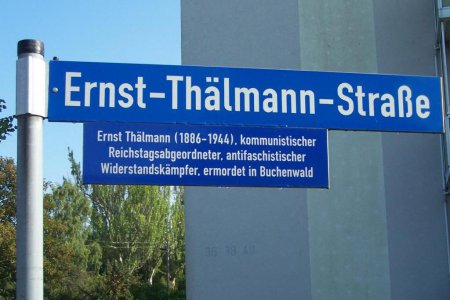 Ernst-Thälmann-Straße
Ernst Thälmann (1886-1944), kommunistischer
Reichstagsabgeordneter, antifaschistischer
Widerstandskämpfer, ermordet in Buchenwald